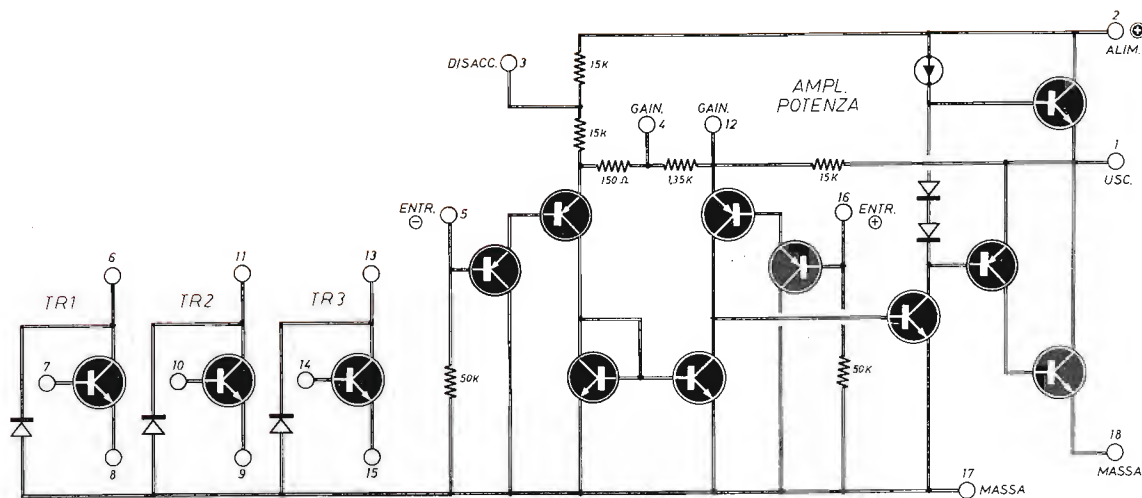 2
+
ALIM.
DISACC. 3
15K
AMPL.
POTENZA
GAIN.
4
GAIN.
12
15K
1
USC.
150Ω
1,35K
15K
ENTR.
−
5
16
ENTR.
+
6
11
13
TR1
TR2
TR3
7
10
14
50K
50K
8
9
15
18
MASSA
17
MASSA